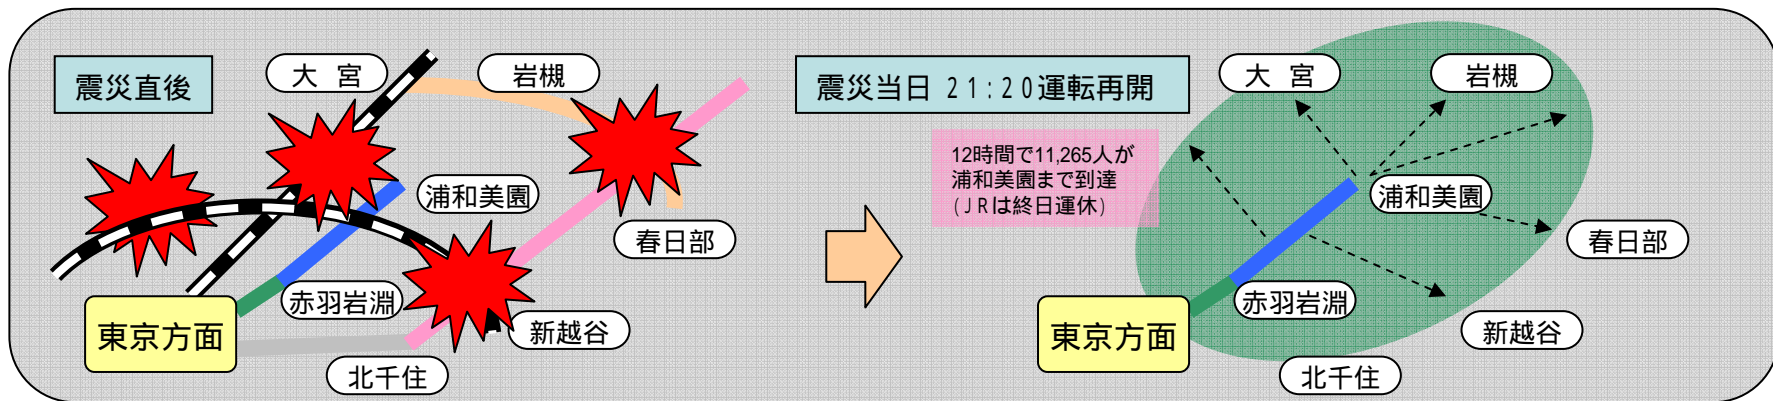 震災直後
大 宮
岩槻
浦和美園
春日部
赤羽岩淵
東京方面
新越谷
北千住
震災当日 21:20運転再開
12時間で11,265人が
浦和美園まで到達
(JRは終日運休)
大 宮
岩槻
浦和美園
春日部
赤羽岩淵
東京方面
新越谷
北千住